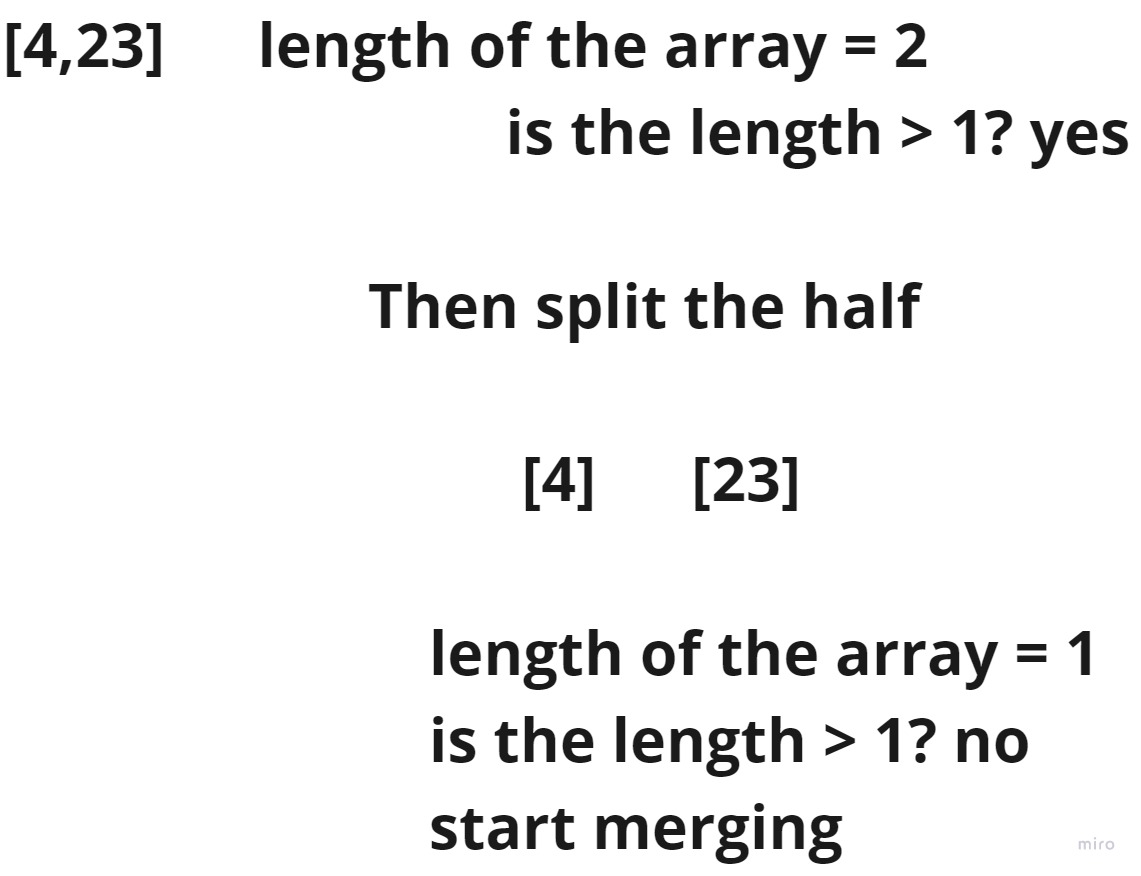 [4,23] length of the array = 2
is the length > 1? yes
Then split the half
[4] [23]
length of the array = 1
is the length > 1? no
start merging
miro